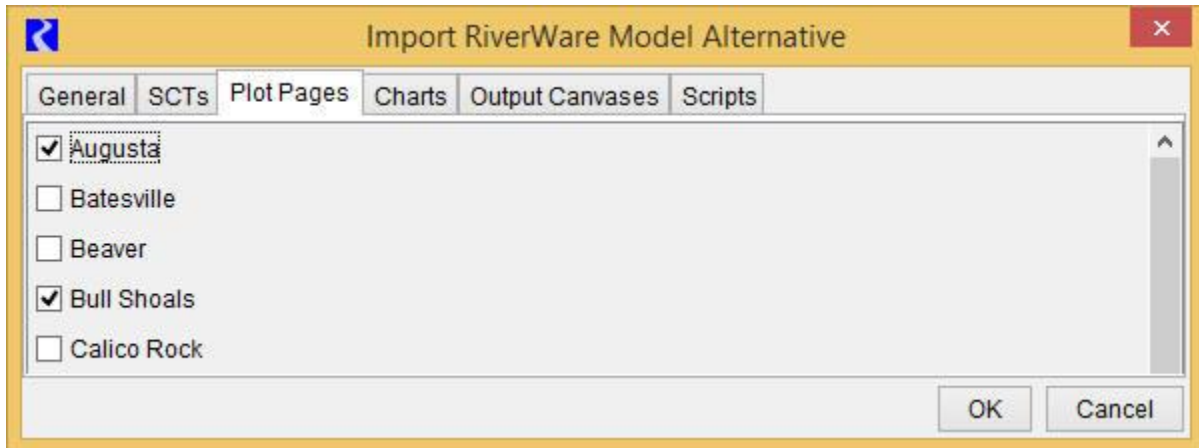 Import RiverWare Model Alternative
General SCTs Plot Pages Charts Output Canvases Scripts
Augusta
Batesville
Beaver
Bull Shoals
Calico Rock
OK Cancel